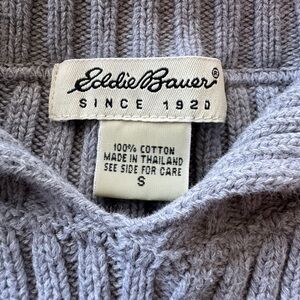 Eddie Bauer®
SINCE 1920
100% COTTON
MADE IN THAILAND
SEE SIDE FOR CARE
S